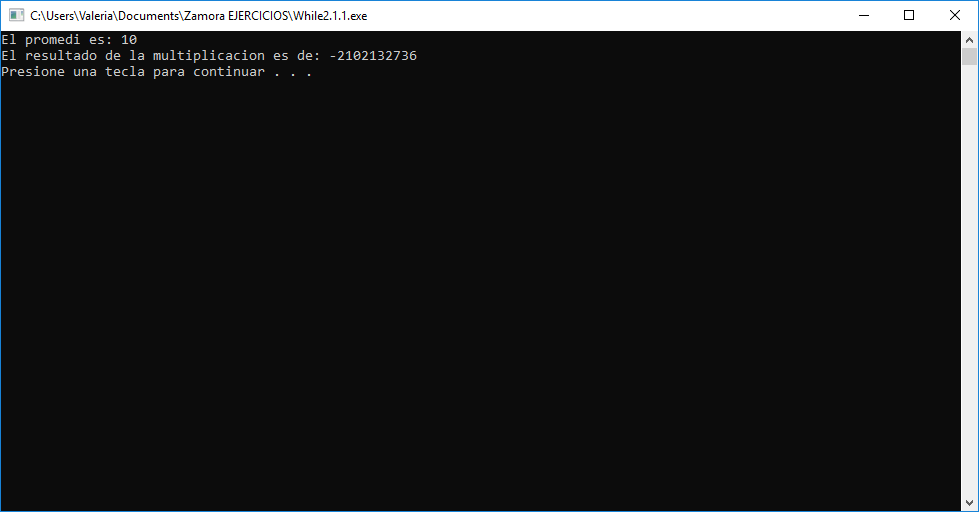 C:\Users\Valeria\Documents\Zamora EJERCICIOS\While2.1.1.exe
El promedi es: 10
El resultado de la multiplicacion es de: -2102132736
Presione una tecla para continuar . . .